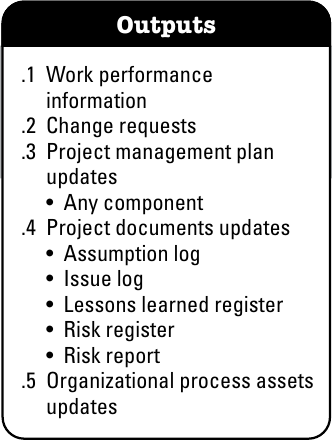 Outputs
.1 Work performance
information
.2 Change requests
.3 Project management plan
updates
• Any component
.4 Project documents updates
• Assumption log
• Issue log
• Lessons learned register
• Risk register
• Risk report
.5 Organizational process assets
updates